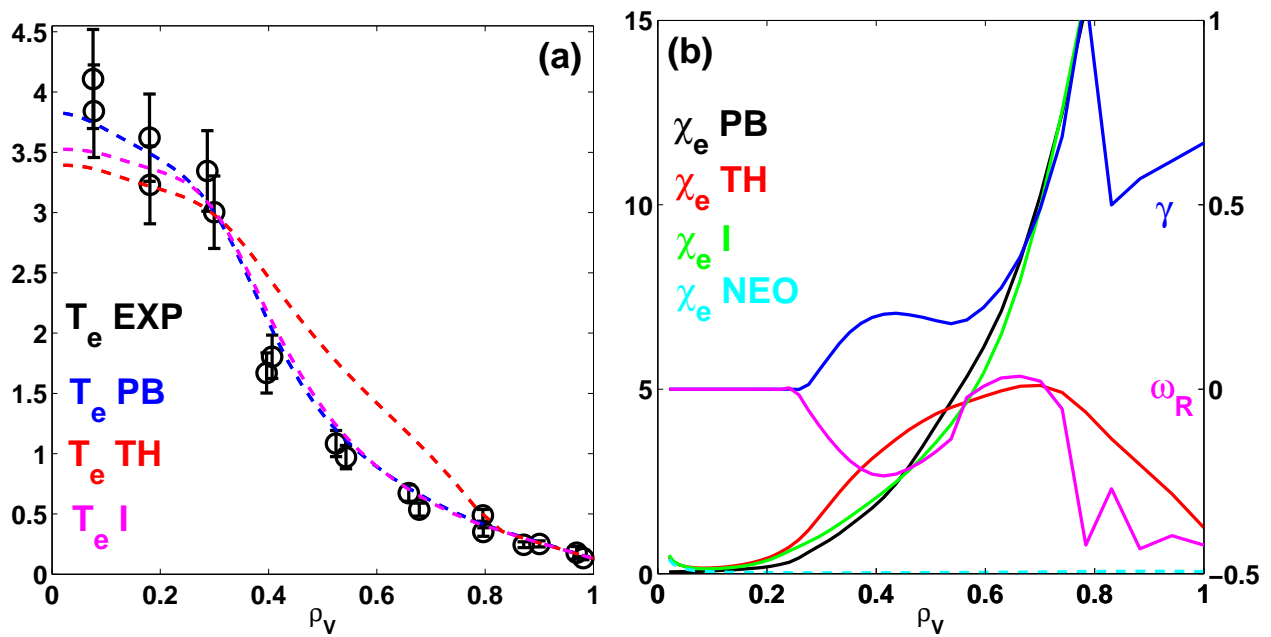 (a)
4.5
4
3.5
3
2.5
2
1.5
1
0.5
0
T_e EXP
T_e PB
T_e TH
T_e I
0 0.2 0.4 0.6 0.8 1
ρ_V
(b)
15
10
5
0
χ_e PB
χ_e TH
χ_e I
χ_e NEO
1
0.5
0
−0.5
γ
ω_R
0 0.2 0.4 0.6 0.8 1
ρ_V